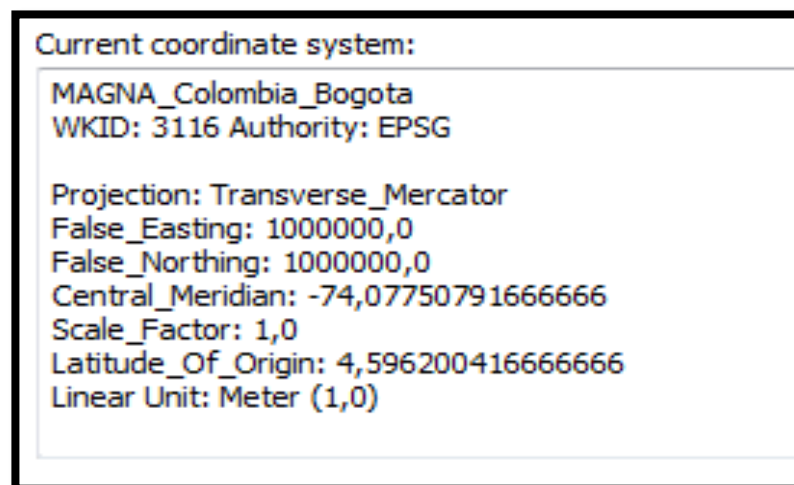 Current coordinate system:
MAGNA_Colombia_Bogota
WKID: 3116 Authority: EPSG
Projection: Transverse_Mercator
False_Easting: 1000000,0
False_Northing: 1000000,0
Central_Meridian: -74,07750791666666
Scale_Factor: 1,0
Latitude_Of_Origin: 4,596200416666666
Linear Unit: Meter (1,0)